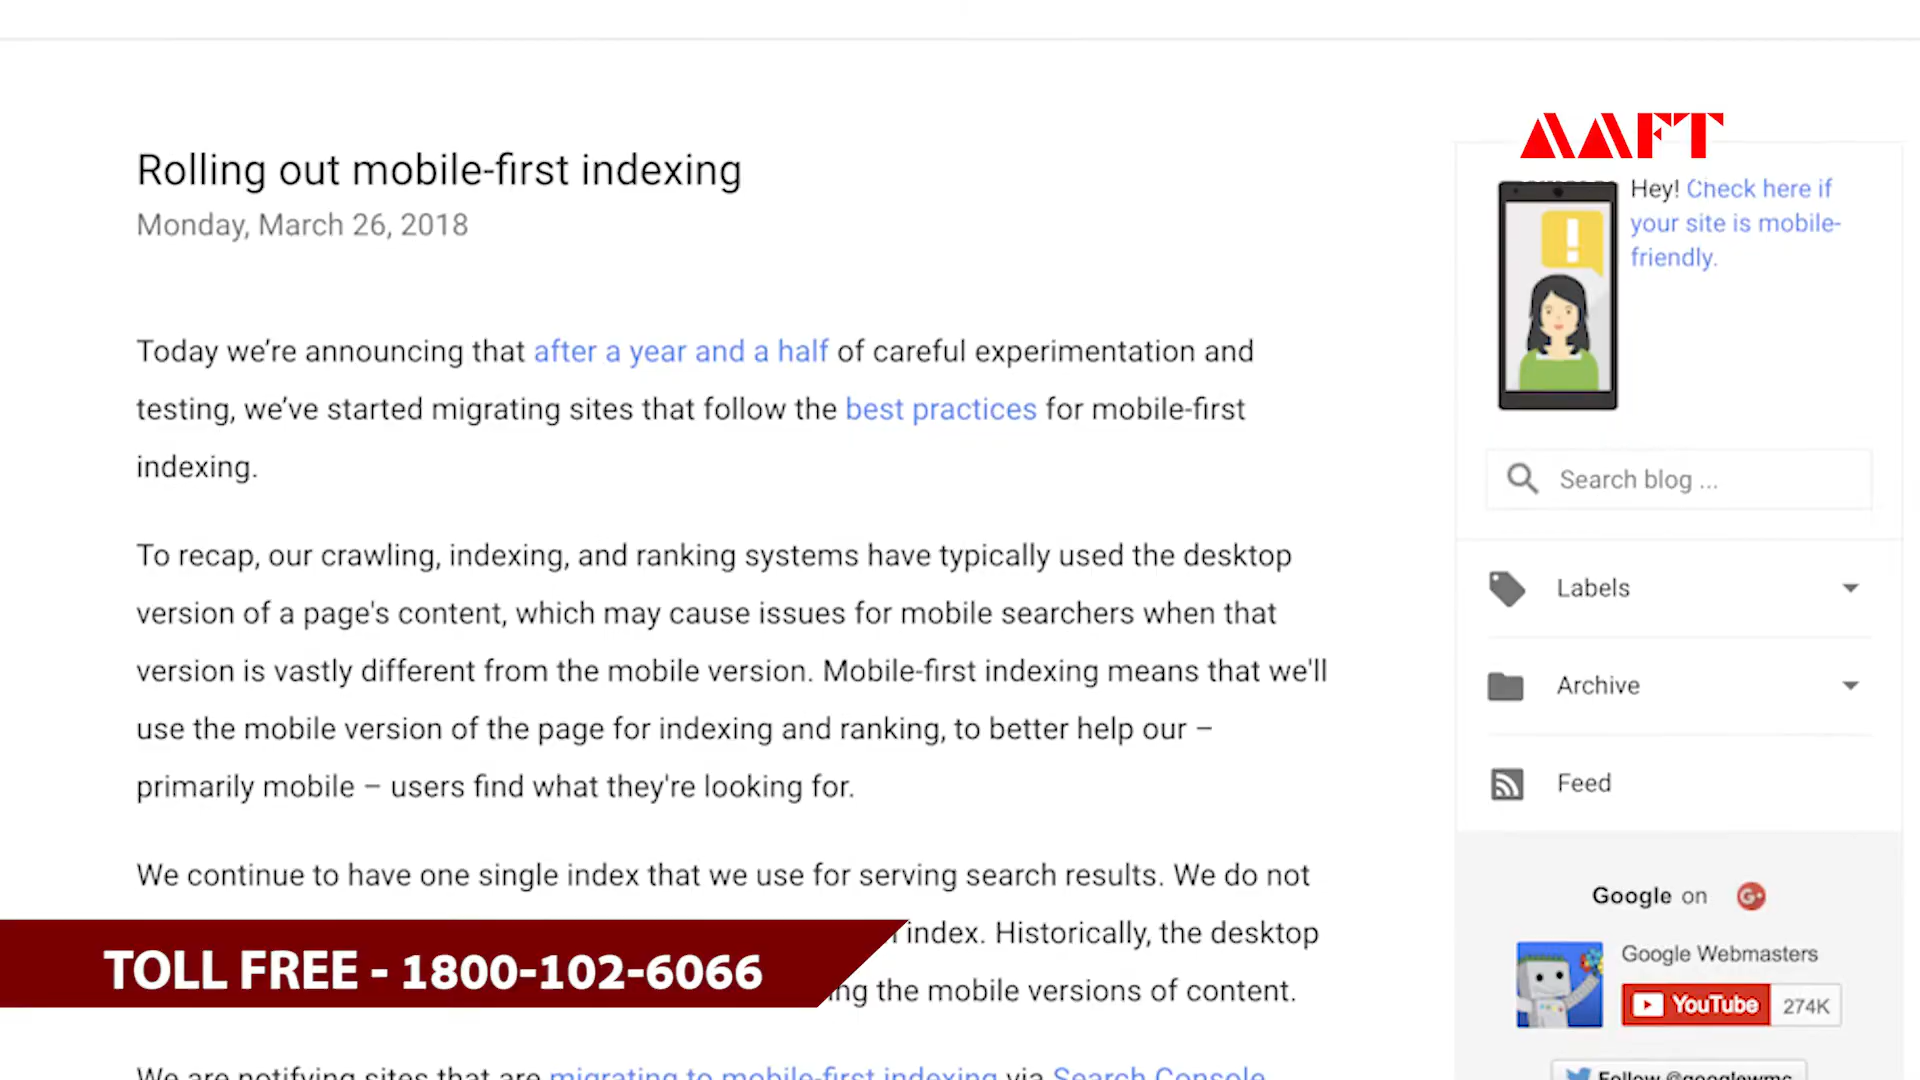 AAFT
Rolling out mobile-first indexing
Monday, March 26, 2018
Today we’re announcing that after a year and a half of careful experimentation and
testing, we’ve started migrating sites that follow the best practices for mobile-first
indexing.
To recap, our crawling, indexing, and ranking systems have typically used the desktop
version of a page's content, which may cause issues for mobile searchers when that
version is vastly different from the mobile version. Mobile-first indexing means that we'll
use the mobile version of the page for indexing and ranking, to better help our –
primarily mobile – users find what they're looking for.
We continue to have one single index that we use for serving search results. We do not
index. Historically, the desktop
the mobile versions of content.
We are notifying sites that are migrating to mobile-first indexing via Search Console.
TOLL FREE - 1800-102-6066
Hey! Check here if
your site is mobile-
friendly.
Search blog ...
Labels
Archive
Feed
Google on G+
Google Webmasters
YouTube 274K
Follow @googlewmc